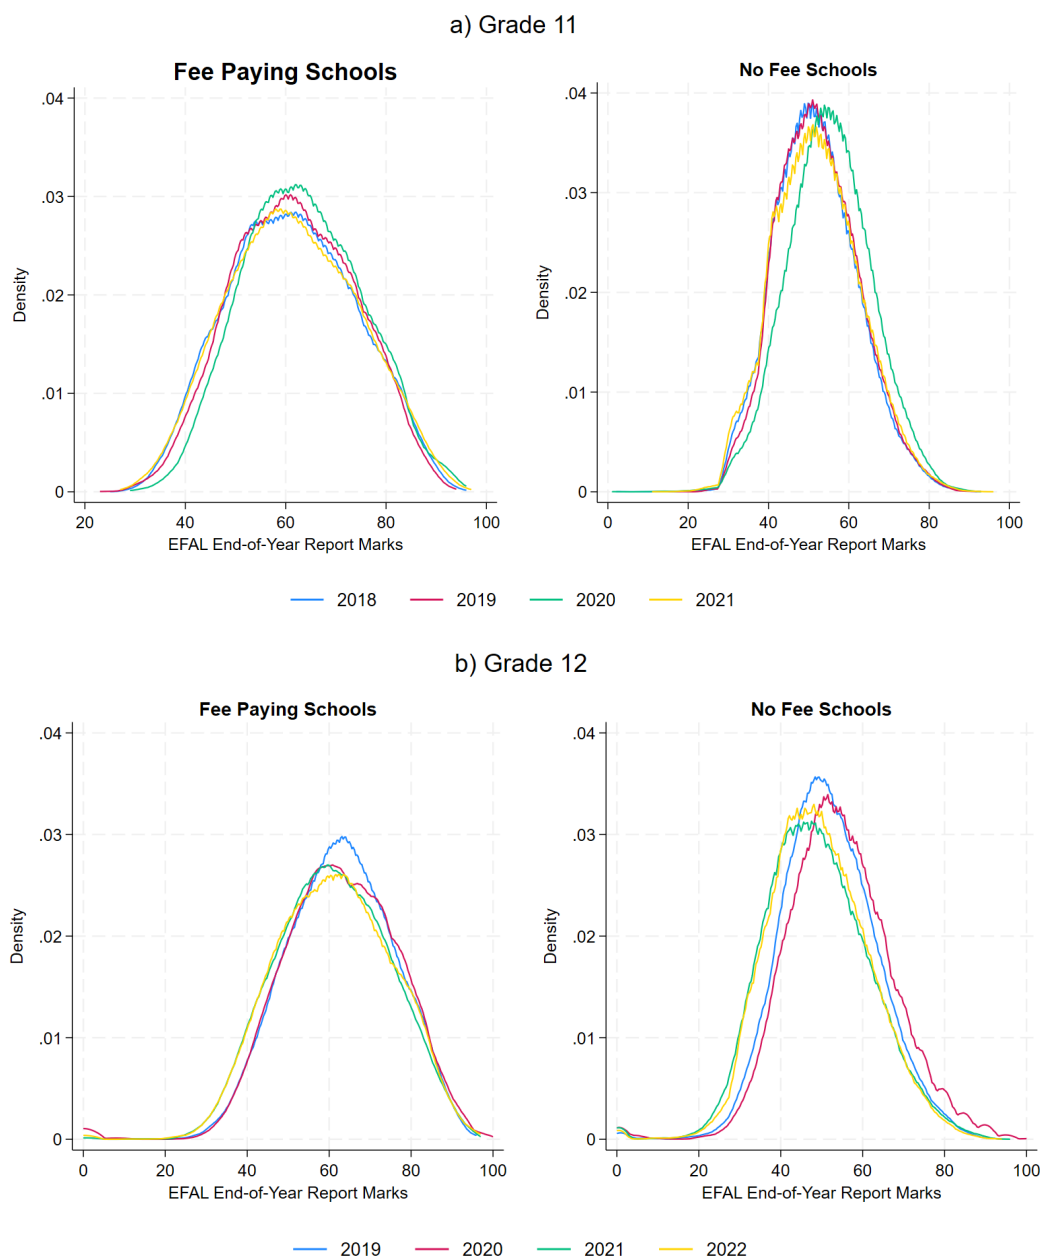 a) Grade 11
Fee Paying Schools
No Fee Schools
Density
.04
.03
.02
.01
0
20 40 60 80 100
EFAL End-of-Year Report Marks
Density
.04
.03
.02
.01
0
0 20 40 60 80 100
EFAL End-of-Year Report Marks
2018 2019 2020 2021
b) Grade 12
Fee Paying Schools
No Fee Schools
Density
.04
.03
.02
.01
0
0 20 40 60 80 100
EFAL End-of-Year Report Marks
Density
.04
.03
.02
.01
0
0 20 40 60 80 100
EFAL End-of-Year Report Marks
2019 2020 2021 2022